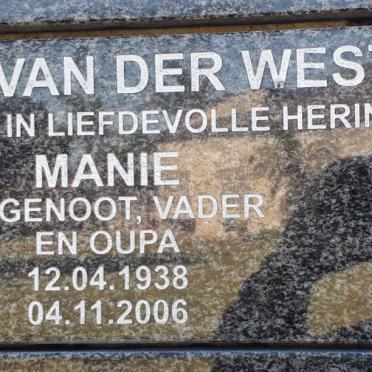 VAN DER WEST
IN LIEFDEVOLLE HERIN
MANIE
GENOOT, VADER
EN OUPA
12.04.1938
04.11.2006